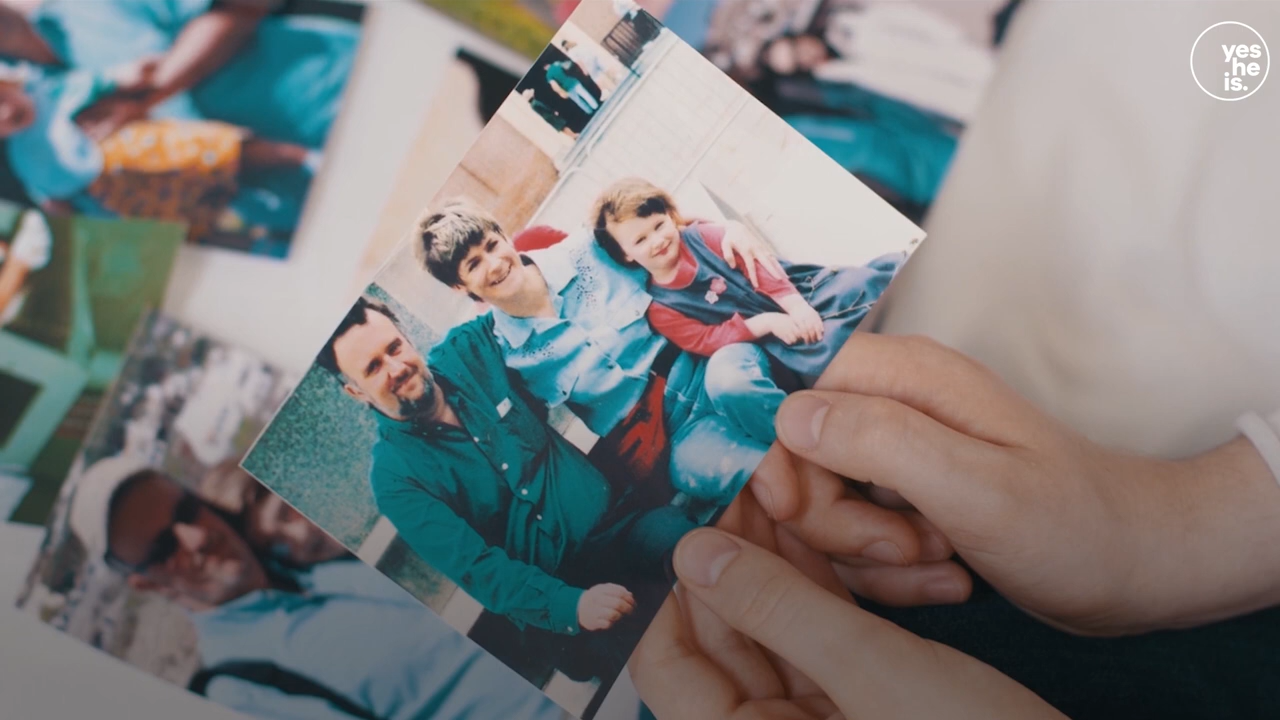 yes
he
is.